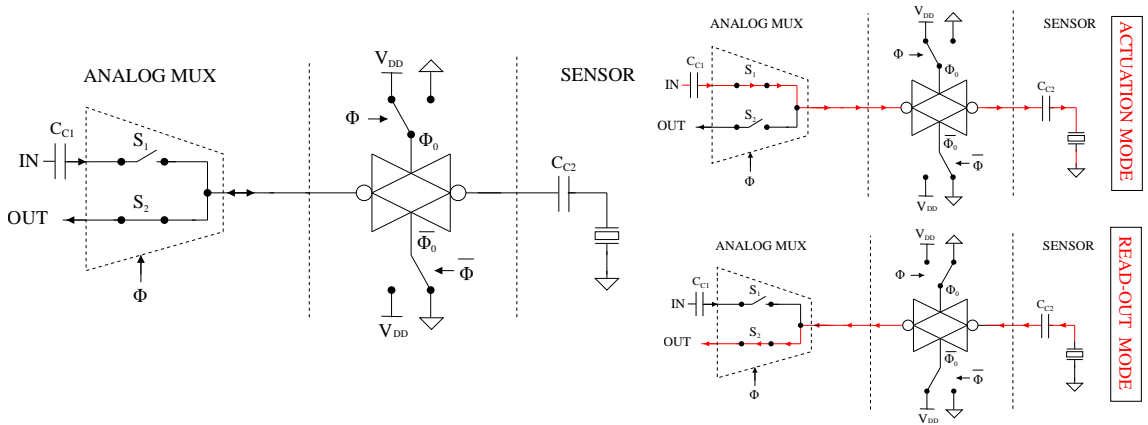 ANALOG MUX
SENSOR
V_DD
Φ
Φ_0
C_C1
IN
S_1
S_2
OUT
C_C2
Φ̅_0
Φ̅
Φ
V_DD
V_DD
SENSOR
ANALOG MUX
Φ
C_C1
IN
S_1
Φ_0
C_C2
OUT
S_2
Φ̅_0
Φ̅
Φ
V_DD
ACTUATION MODE
V_DD
ANALOG MUX
SENSOR
Φ
C_C1
IN
S_1
Φ_0
C_C2
OUT
S_2
Φ̅_0
Φ̅
Φ
V_DD
READ-OUT MODE